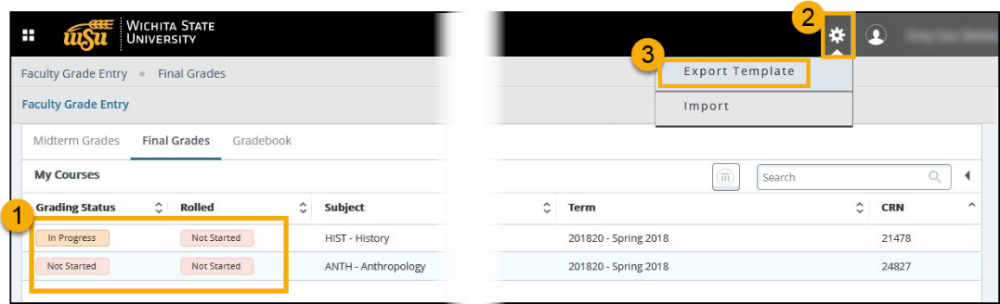 WSU WICHITA STATE UNIVERSITY 2
Faculty Grade Entry Final Grades 3 Export Template
Faculty Grade Entry Import
Midterm Grades Final Grades Gradebook
My Courses Search
1 Grading Status Rolled Subject Term CRN
In Progress Not Started HIST - History 201820 - Spring 2018 21478
Not Started Not Started ANTH - Anthropology 201820 - Spring 2018 24827